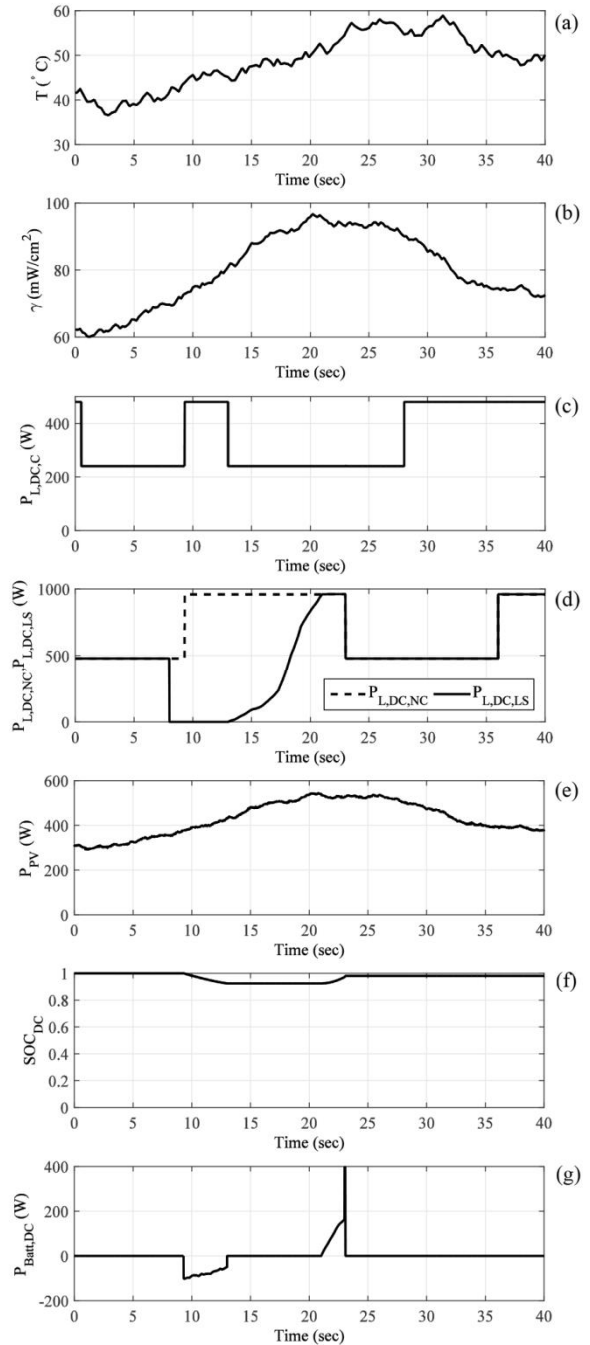 (a)
T (°C)
60
50
40
30
0 5 10 15 20 25 30 35 40
Time (sec)
(b)
γ (mW/cm²)
100
80
60
0 5 10 15 20 25 30 35 40
Time (sec)
(c)
P_L,DC,C (W)
400
200
0
0 5 10 15 20 25 30 35 40
Time (sec)
(d)
P_L,DC,NC,P_L,DC,LS (W)
1000
500
0
P_L,DC,NC P_L,DC,LS
0 5 10 15 20 25 30 35 40
Time (sec)
(e)
P_PV (W)
600
400
200
0
0 5 10 15 20 25 30 35 40
Time (sec)
(f)
SOC_DC
1
0.8
0.6
0.4
0.2
0
0 5 10 15 20 25 30 35 40
Time (sec)
(g)
P_Batt,DC (W)
400
200
0
-200
0 5 10 15 20 25 30 35 40
Time (sec)